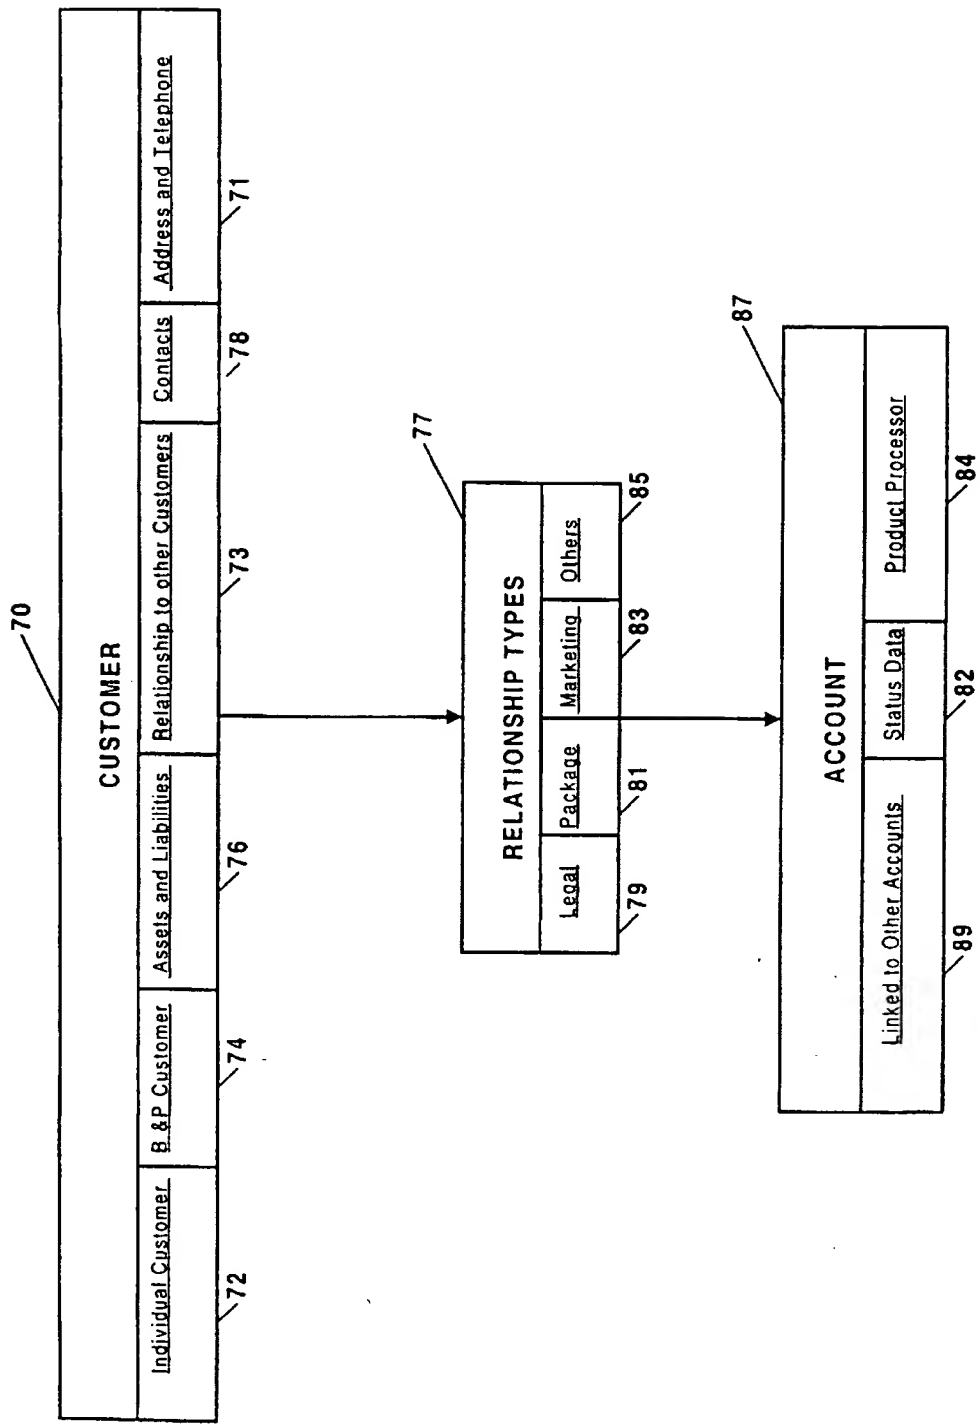 70
CUSTOMER
Individual Customer
B &P Customer
Assets and Liabilities
Relationship to other Customers
Contacts
Address and Telephone
72
74
76
73
78
71
77
RELATIONSHIP TYPES
Legal
Package
Marketing
Others
79
81
83
85
87
ACCOUNT
Linked to Other Accounts
Status Data
Product Processor
89
82
84